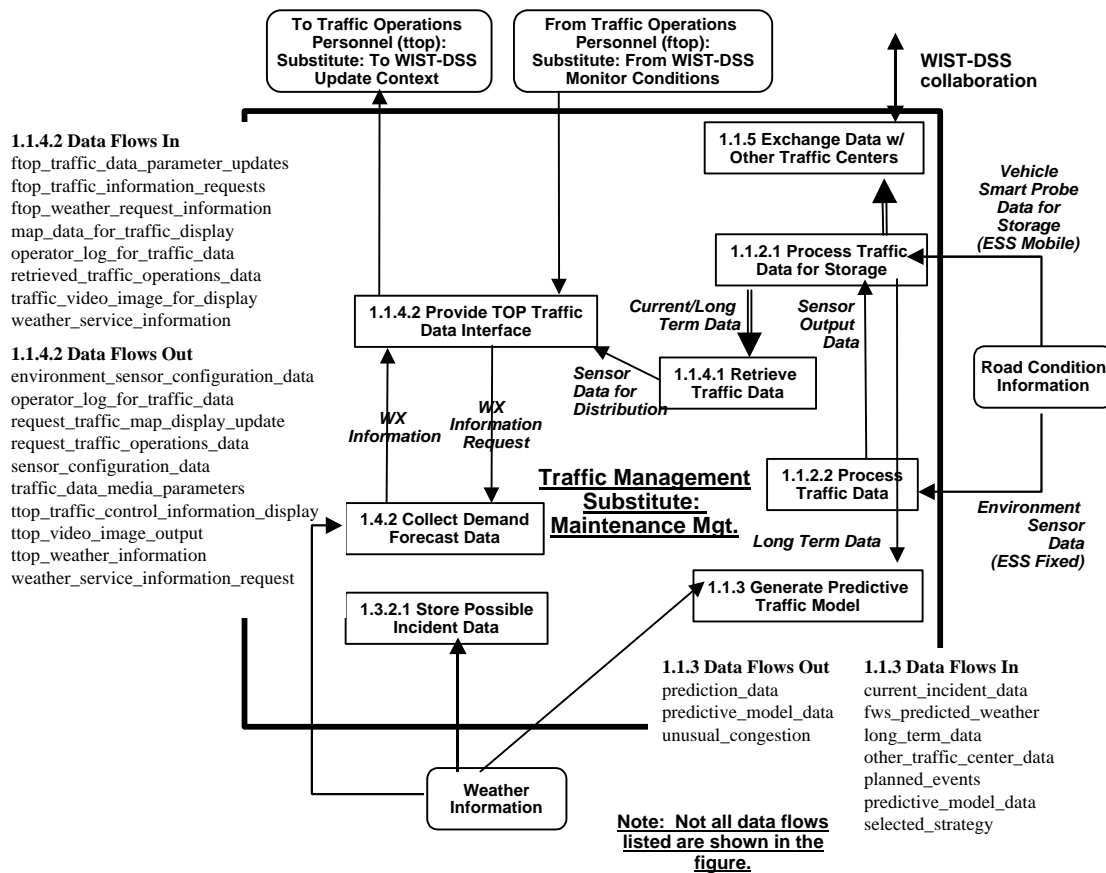 To Traffic Operations
Personnel (ttop):
Substitute: To WIST-DSS
Update Context
From Traffic Operations
Personnel (ftop):
Substitute: From WIST-DSS
Monitor Conditions
WIST-DSS
collaboration
1.1.4.2 Data Flows In
ftop_traffic_data_parameter_updates
ftop_traffic_information_requests
ftop_weather_request_information
map_data_for_traffic_display
operator_log_for_traffic_data
retrieved_traffic_operations_data
traffic_video_image_for_display
weather_service_information
1.1.4.2 Data Flows Out
environment_sensor_configuration_data
operator_log_for_traffic_data
request_traffic_map_display_update
request_traffic_operations_data
sensor_configuration_data
traffic_data_media_parameters
ttop_traffic_control_information_display
ttop_video_image_output
ttop_weather_information
weather_service_information_request
1.1.5 Exchange Data w/
Other Traffic Centers
Vehicle
Smart Probe
Data for
Storage
(ESS Mobile)
1.1.2.1 Process Traffic
Data for Storage
1.1.4.2 Provide TOP Traffic
Data Interface
Current/Long
Term Data
Sensor
Output
Data
1.1.4.1 Retrieve
Traffic Data
Sensor
Data for
Distribution
Road Condition
Information
WX
Information
WX
Information
Request
Traffic Management
Substitute:
Maintenance Mgt.
1.1.2.2 Process
Traffic Data
Environment
Sensor
Data
(ESS Fixed)
1.4.2 Collect Demand
Forecast Data
Long Term Data
1.1.3 Generate Predictive
Traffic Model
1.3.2.1 Store Possible
Incident Data
1.1.3 Data Flows Out
prediction_data
predictive_model_data
unusual_congestion
1.1.3 Data Flows In
current_incident_data
fws_predicted_weather
long_term_data
other_traffic_center_data
planned_events
predictive_model_data
selected_strategy
Weather
Information
Note: Not all data flows
listed are shown in the
figure.